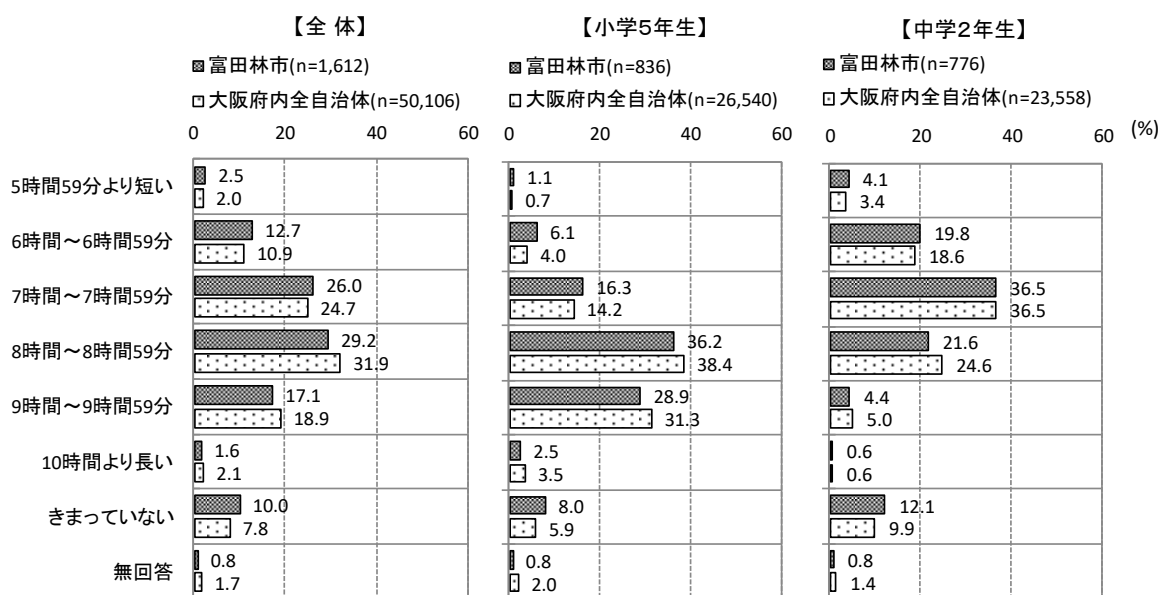 【全 体】 【小学5年生】 【中学2年生】
富田林市(n=1,612) 富田林市(n=836) 富田林市(n=776)
大阪府内全自治体(n=50,106) 大阪府内全自治体(n=26,540) 大阪府内全自治体(n=23,558)
0 20 40 60 0 20 40 60 0 20 40 60 (%)
5時間59分より短い 2.5 1.1 4.1
2.0 0.7 3.4
6時間～6時間59分 12.7 6.1 19.8
10.9 4.0 18.6
7時間～7時間59分 26.0 16.3 36.5
24.7 14.2 36.5
8時間～8時間59分 29.2 36.2 21.6
31.9 38.4 24.6
9時間～9時間59分 17.1 28.9 4.4
18.9 31.3 5.0
10時間より長い 1.6 2.5 0.6
2.1 3.5 0.6
きまっていない 10.0 8.0 12.1
7.8 5.9 9.9
無回答 0.8 0.8 0.8
1.7 2.0 1.4